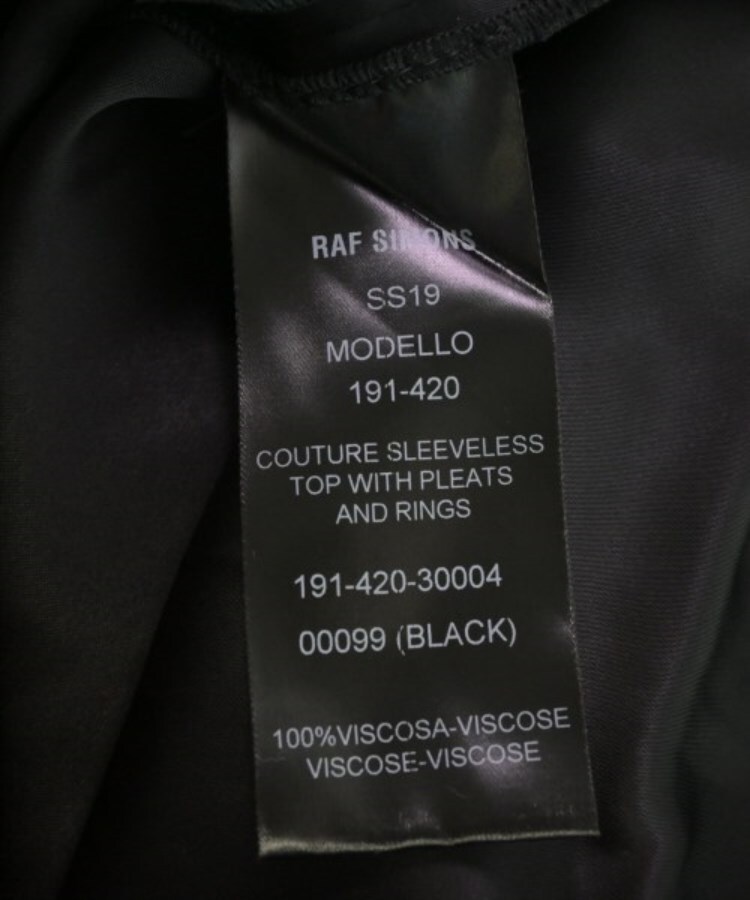 RAF SIMONS
SS19
MODELLO
191-420
COUTURE SLEEVELESS
TOP WITH PLEATS
AND RINGS
191-420-30004
00099 (BLACK)
100%VISCOSA-VISCOSE
VISCOSE-VISCOSE